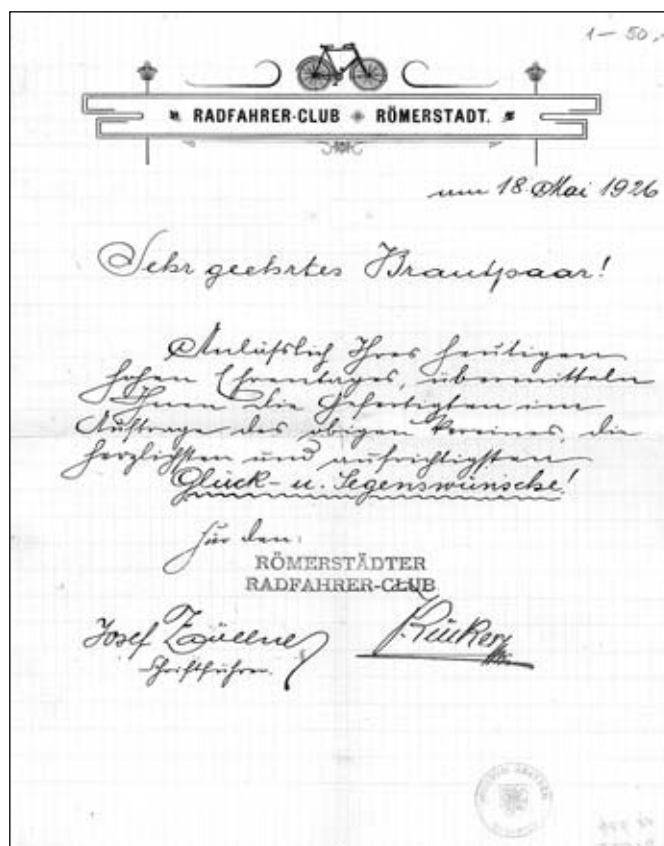 1 — 50,-
RADFAHRER-CLUB RÖMERSTADT.
am 18. Mai 1926
Sehr geehrtes Brautpaar!
Anläßlich Ihres heutigen
hohen Ehrentages, übermitteln
Ihnen die Gefertigten im
Auftrage des obigen Vereines, die
herzlichsten und aufrichtigsten
Glück- u. Segenswünsche!
für den:
RÖMERSTÄDTER
RADFAHRER-CLUB
Josef
Schriftführer.